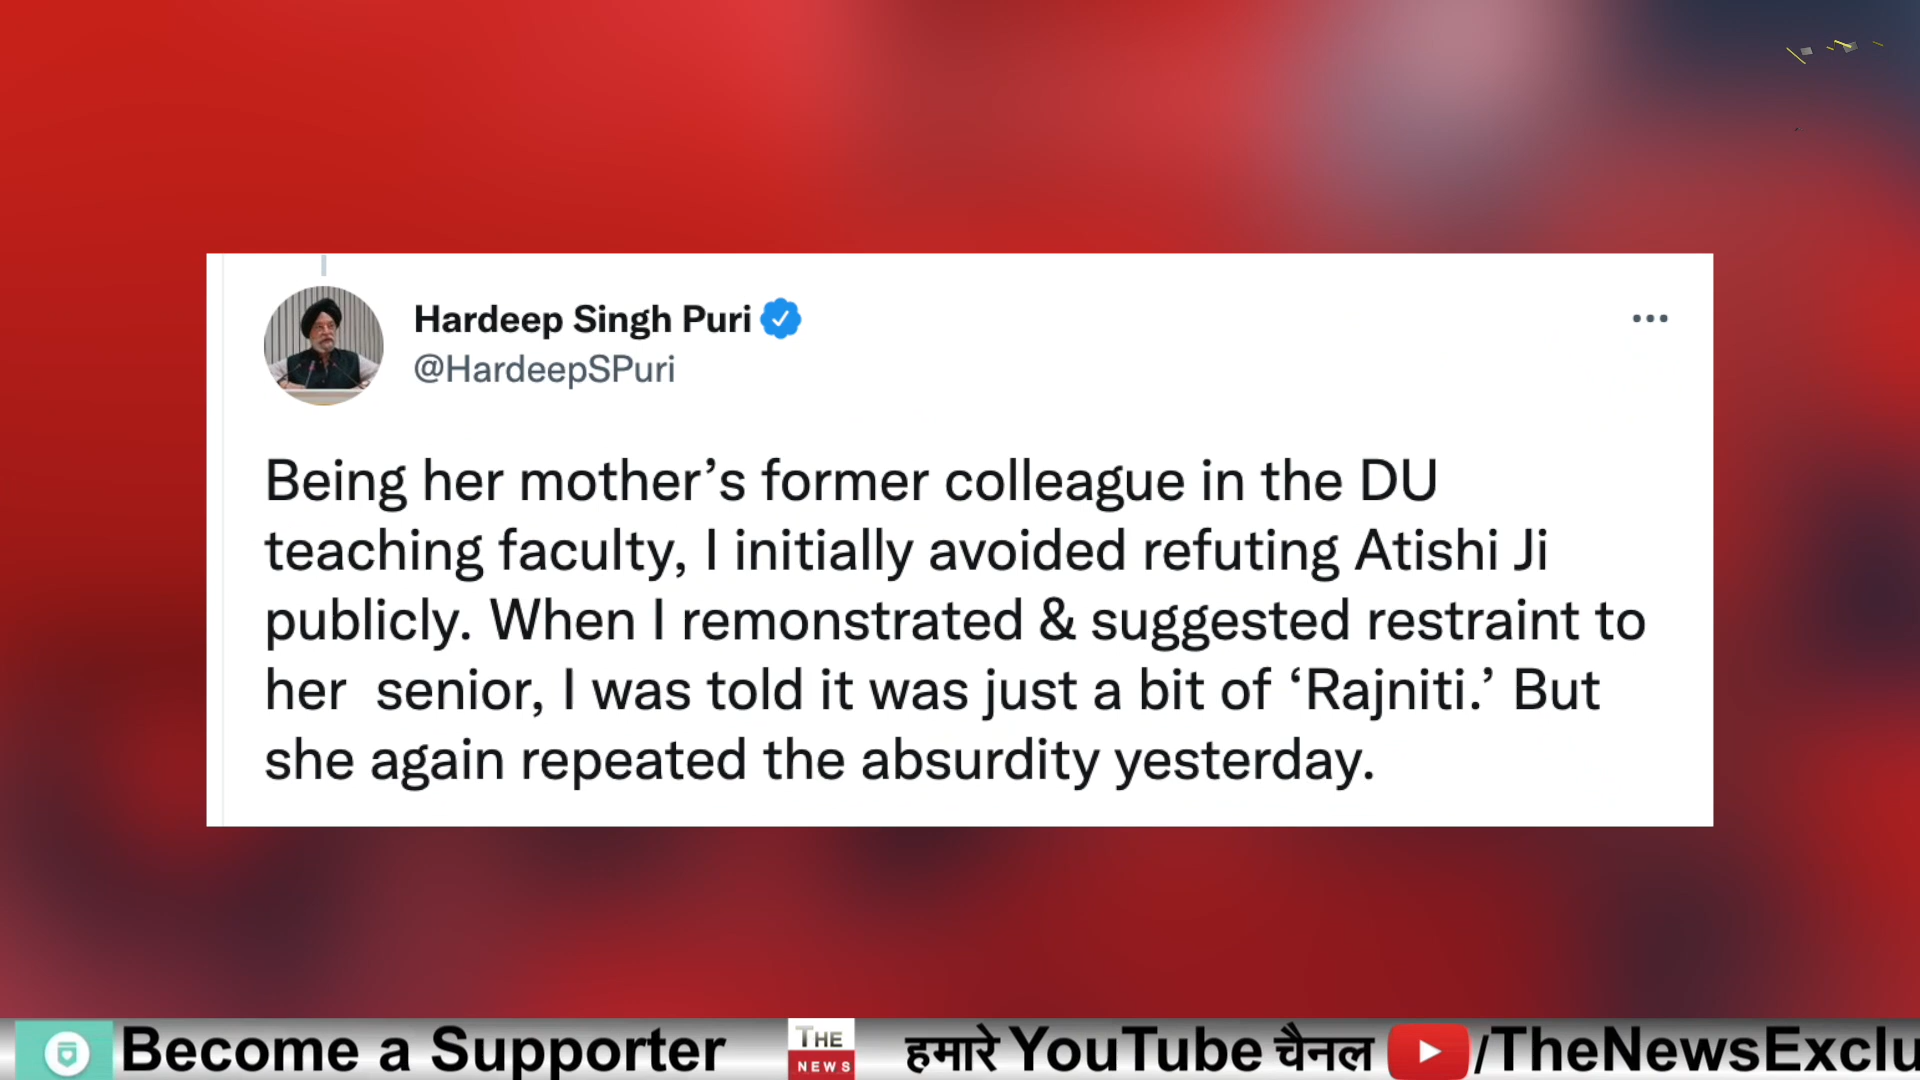 Hardeep Singh Puri
@HardeepSPuri
Being her mother’s former colleague in the DU
teaching faculty, I initially avoided refuting Atishi Ji
publicly. When I remonstrated & suggested restraint to
her senior, I was told it was just a bit of ‘Rajniti.’ But
she again repeated the absurdity yesterday.
Become a Supporter THE NEWS हमारे YouTube चैनल /TheNewsExclu